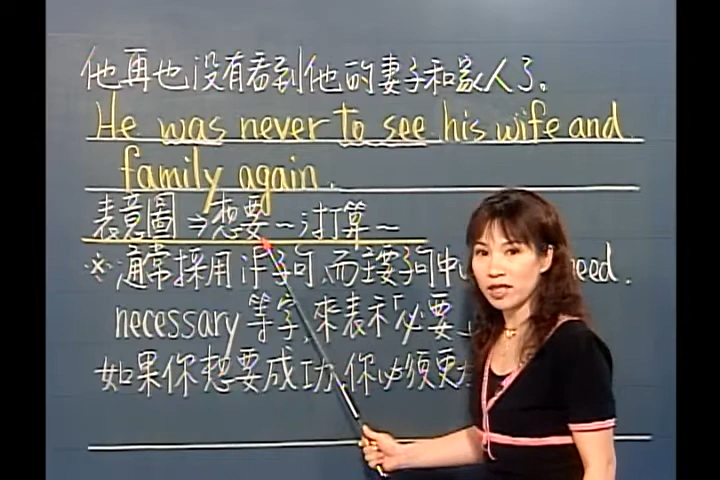 他再也沒有看到他的妻子和家人了。
He was never to see his wife and
family again.
表意圖⇒想要~打算~
※通常採用 if子句,而主要子句中 need.
necessary 等字,來表示「必要」
如果你想要成功,你必須更